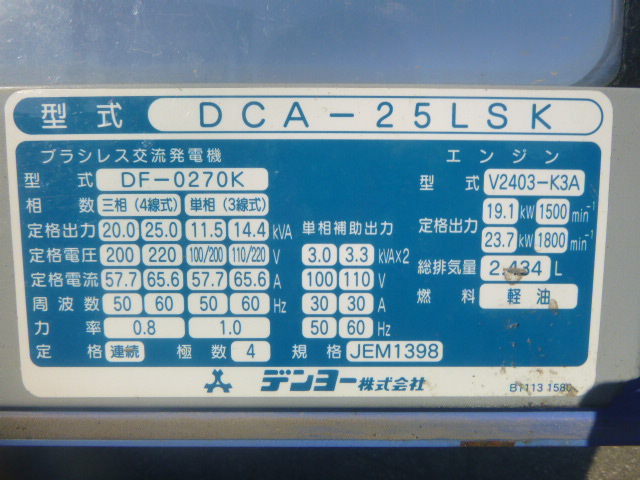 型式 DCA-25LSK
ブラシレス交流発電機
型式 DF-0270K
相数 三相(4線式) 単相(3線式)
定格出力 20.0 25.0 11.5 14.4 kVA
定格電圧 200 220 100/200 110/220 V
定格電流 57.7 65.6 57.7 65.6 A
周波数 50 60 50 60 Hz
力率 0.8 1.0
定格 連続 極数 4 規格 JEM1398
単相補助出力
3.0 3.3 kVA×2
100 110 V
30 30 A
50 60 Hz
エンジン
型式 V2403-K3A
定格出力 19.1 kW 1500 min⁻¹
23.7 kW 1800 min⁻¹
総排気量 2.434 L
燃料 軽油
デンヨー株式会社